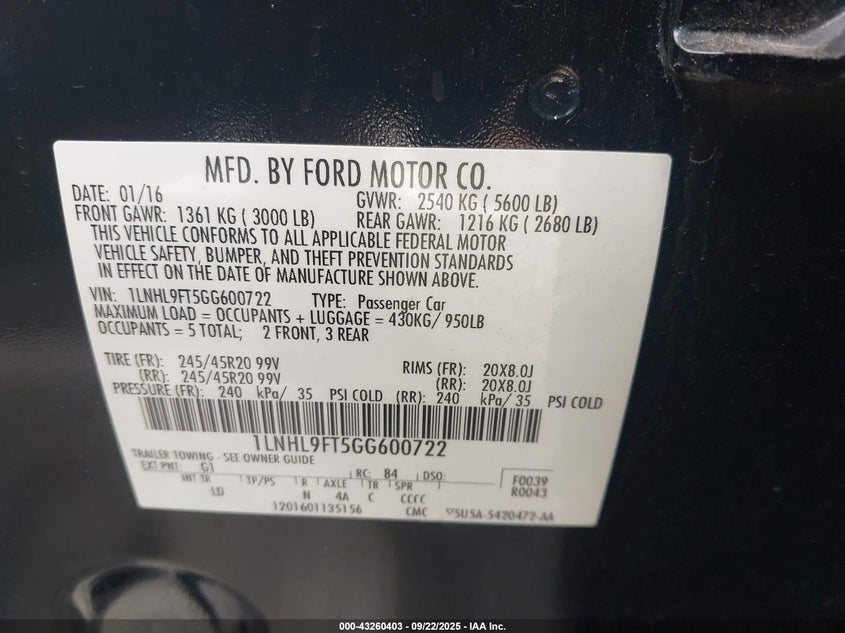 MFD. BY FORD MOTOR CO.
DATE: 01/16 GVWR: 2540 KG ( 5600 LB)
FRONT GAWR: 1361 KG ( 3000 LB) REAR GAWR: 1216 KG ( 2680 LB)
THIS VEHICLE CONFORMS TO ALL APPLICABLE FEDERAL MOTOR
VEHICLE SAFETY, BUMPER, AND THEFT PREVENTION STANDARDS
IN EFFECT ON THE DATE OF MANUFACTURE SHOWN ABOVE.
VIN: 1LNHL9FT5GG600722 TYPE: Passenger Car
MAXIMUM LOAD = OCCUPANTS + LUGGAGE = 430KG/ 950LB
OCCUPANTS = 5 TOTAL; 2 FRONT, 3 REAR
TIRE (FR): 245/45R20 99V RIMS (FR): 20X8.0J
(RR): 245/45R20 99V (RR): 20X8.0J
PRESSURE (FR): 240 kPa/ 35 PSI COLD (RR): 240 kPa/ 35 PSI COLD
1LNHL9FT5GG600722
TRAILER TOWING - SEE OWNER GUIDE
EXT PNT: G1 RC: 84 DSO: F0039
INT TR TP/PS R AXLE TR SPR R0043
LD N 4A C CCCC
1201601135156 CMC 5U5A-5420472-AA
000-43260403 - 09/22/2025 - IAA Inc.